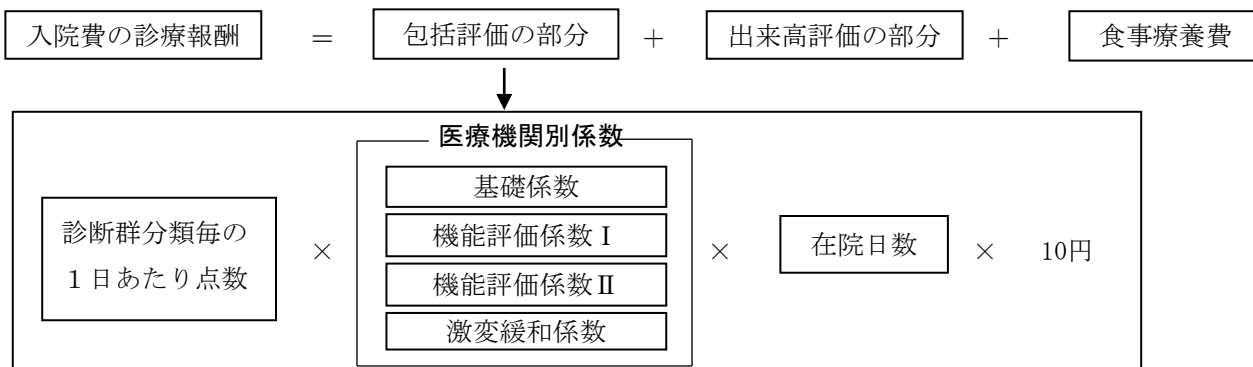 入院費の診療報酬 ＝ 包括評価の部分 ＋ 出来高評価の部分 ＋ 食事療養費
医療機関別係数
診断群分類毎の
１日あたり点数
×
基礎係数
機能評価係数Ⅰ
機能評価係数Ⅱ
激変緩和係数
× 在院日数 × 10円